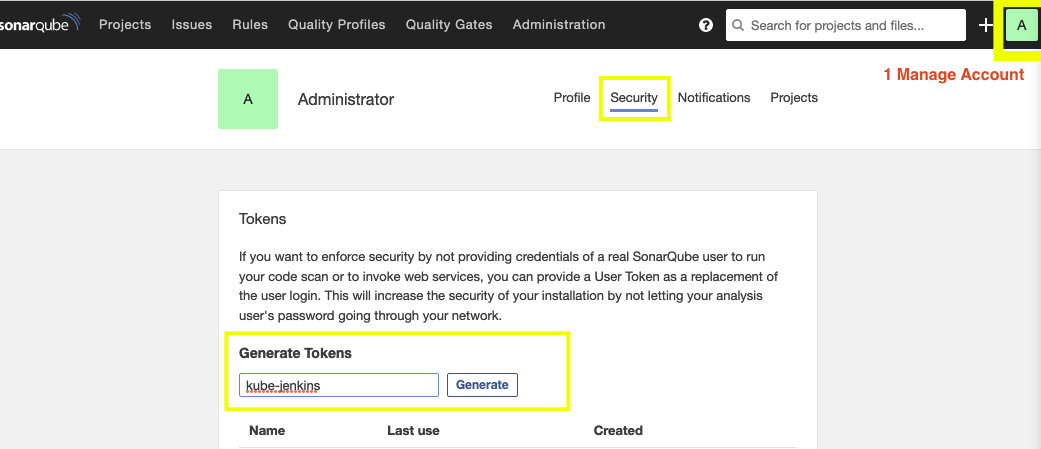 sonarqube Projects Issues Rules Quality Profiles Quality Gates Administration ? Search for projects and files... + A
1 Manage Account
A Administrator Profile Security Notifications Projects
Tokens
If you want to enforce security by not providing credentials of a real SonarQube user to run
your code scan or to invoke web services, you can provide a User Token as a replacement of
the user login. This will increase the security of your installation by not letting your analysis
user's password going through your network.
Generate Tokens
kube-jenkins Generate
Name Last use Created